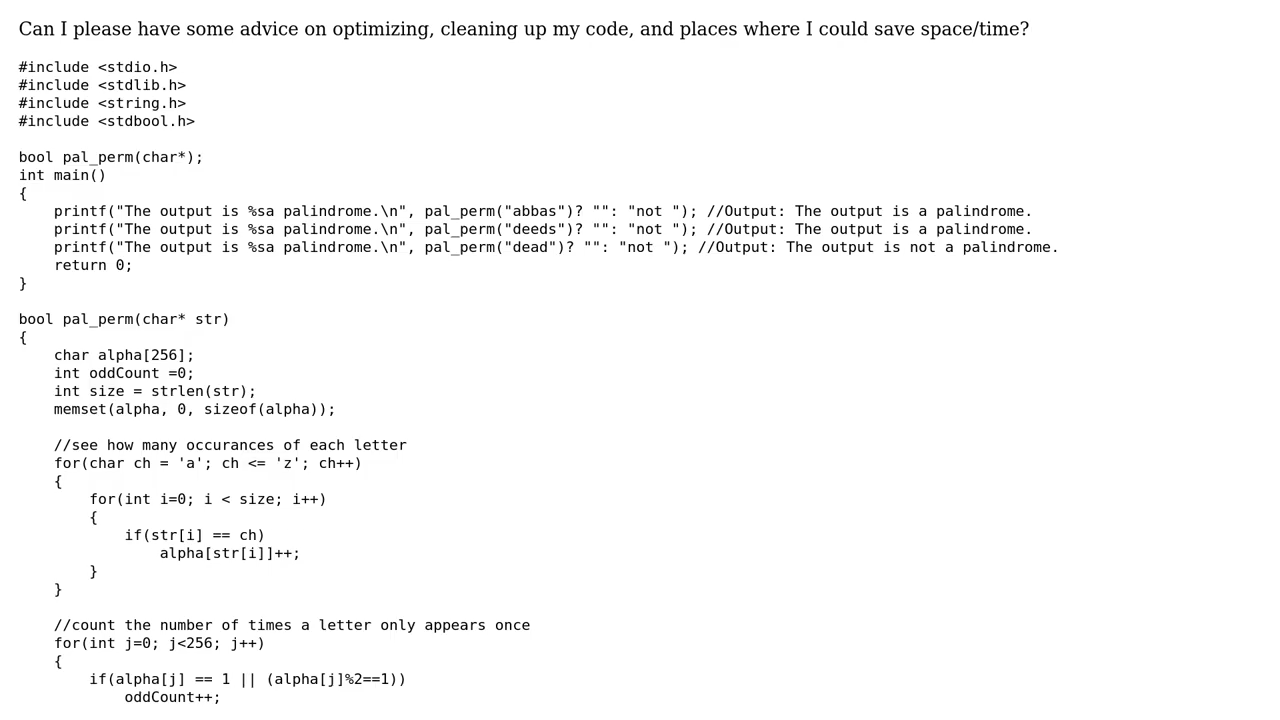 Can I please have some advice on optimizing, cleaning up my code, and places where I could save space/time?
#include <stdio.h>
#include <stdlib.h>
#include <string.h>
#include <stdbool.h>
bool pal_perm(char*);
int main()
{
    printf("The output is %sa palindrome.\n", pal_perm("abbas")? "": "not "); //Output: The output is a palindrome.
    printf("The output is %sa palindrome.\n", pal_perm("deeds")? "": "not "); //Output: The output is a palindrome.
    printf("The output is %sa palindrome.\n", pal_perm("dead")? "": "not "); //Output: The output is not a palindrome.
    return 0;
}
bool pal_perm(char* str)
{
    char alpha[256];
    int oddCount =0;
    int size = strlen(str);
    memset(alpha, 0, sizeof(alpha));
    //see how many occurances of each letter
    for(char ch = 'a'; ch <= 'z'; ch++)
    {
        for(int i=0; i < size; i++)
        {
            if(str[i] == ch)
                alpha[str[i]]++;
        }
    }
    //count the number of times a letter only appears once
    for(int j=0; j<256; j++)
    {
        if(alpha[j] == 1 || (alpha[j]%2==1))
            oddCount++;